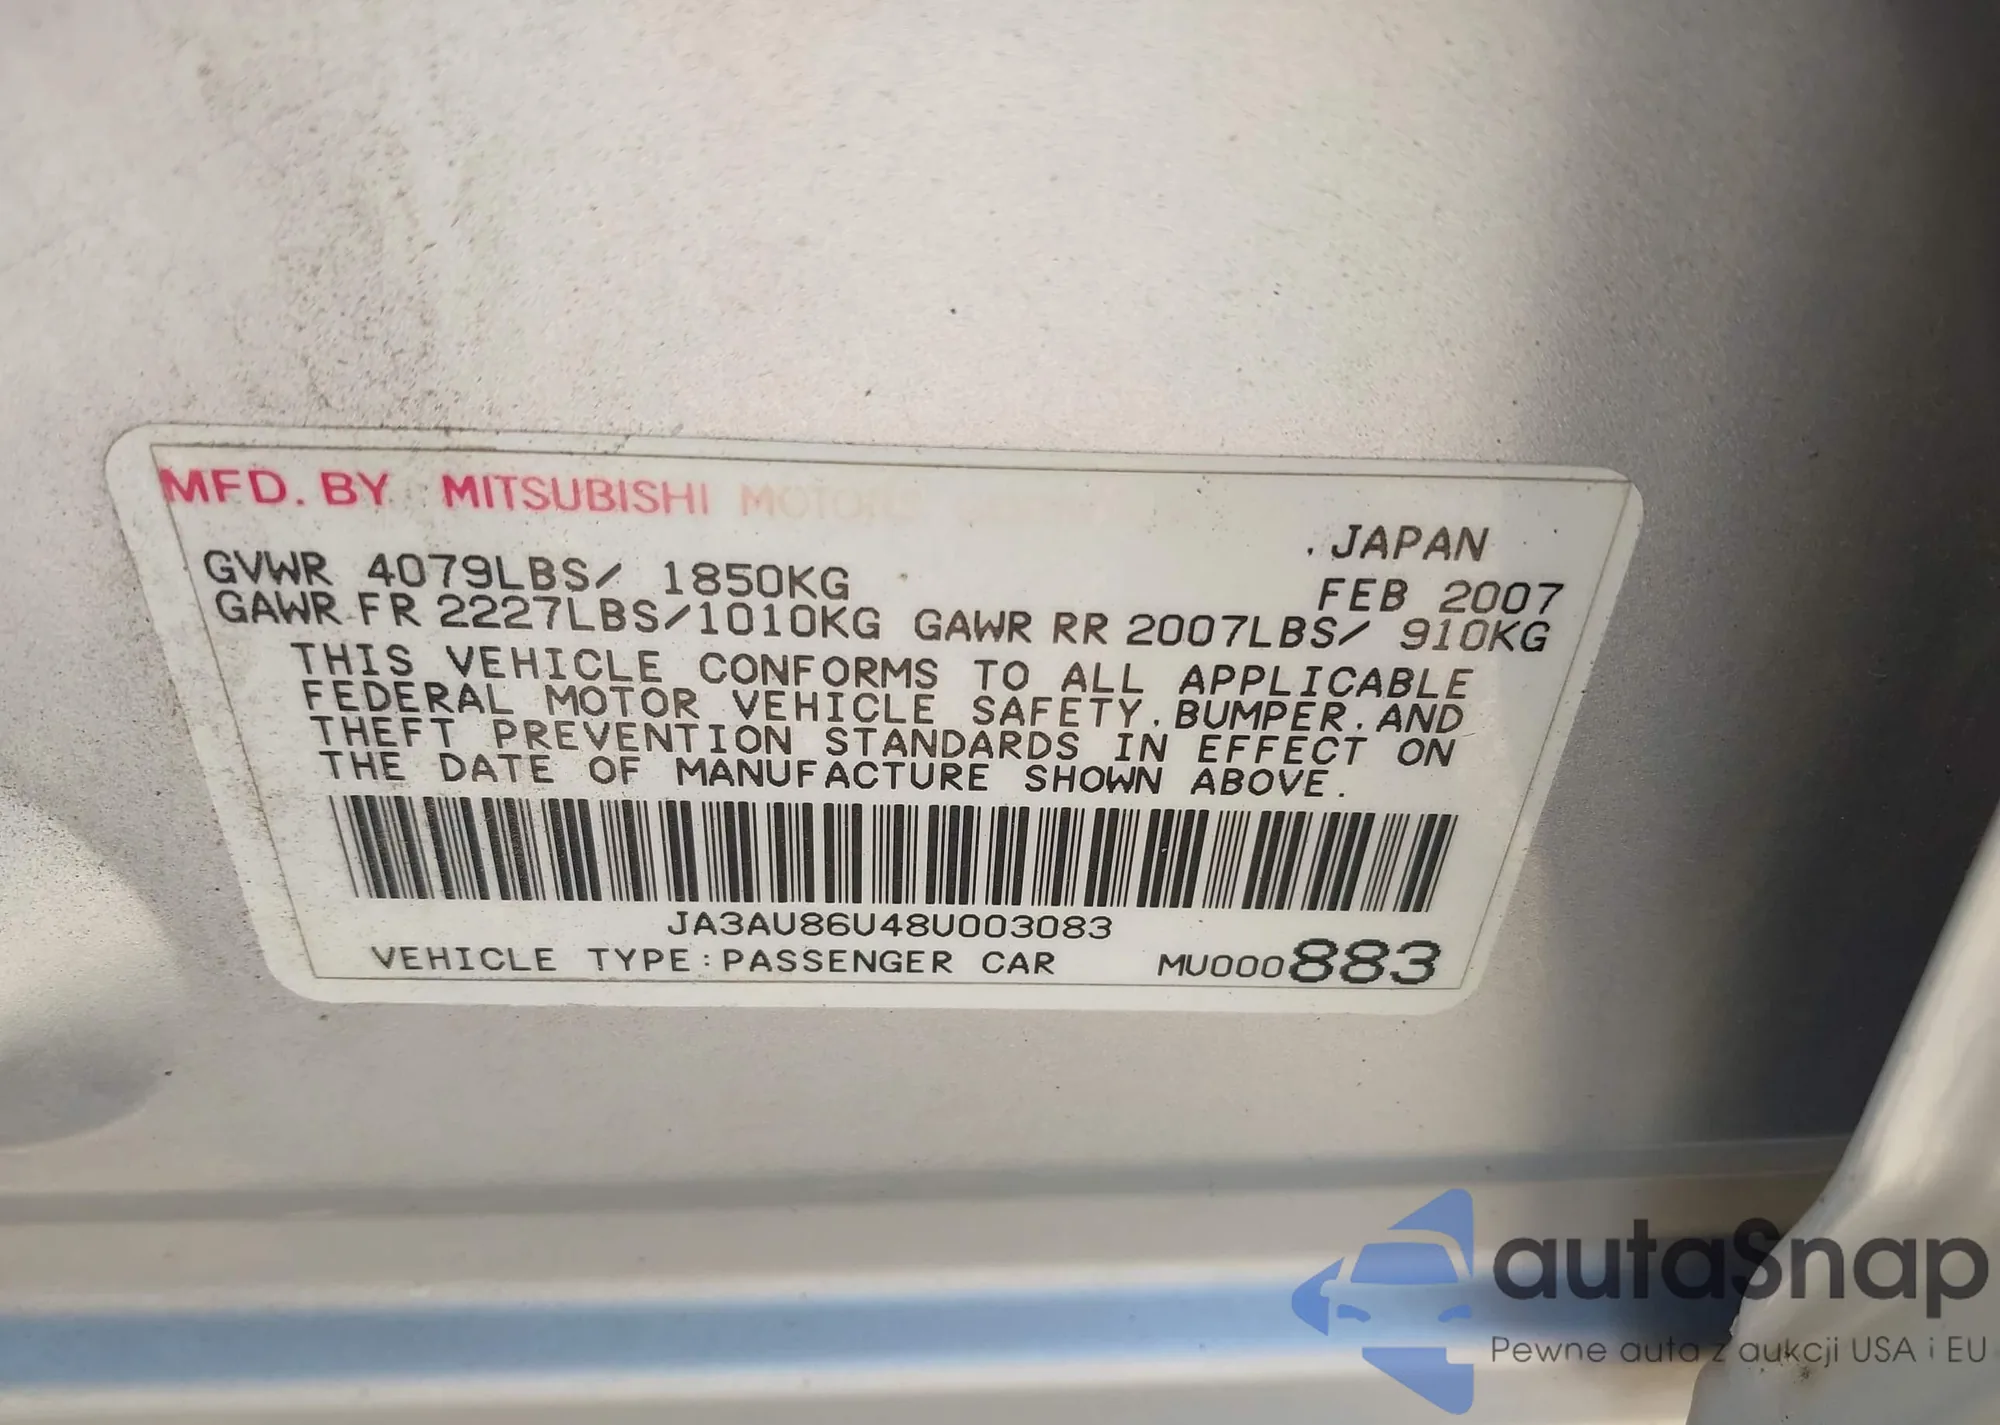 MFD. BY MITSUBISHI MOTORS
JAPAN
GVWR 4079LBS/ 1850KG FEB 2007
GAWR FR 2227LBS/1010KG GAWR RR 2007LBS/ 910KG
THIS VEHICLE CONFORMS TO ALL APPLICABLE
FEDERAL MOTOR VEHICLE SAFETY, BUMPER, AND
THEFT PREVENTION STANDARDS IN EFFECT ON
THE DATE OF MANUFACTURE SHOWN ABOVE.
JA3AU86U48U003083
VEHICLE TYPE:PASSENGER CAR MU000883
autaSnap
Pewne auta z aukcji USA i EU